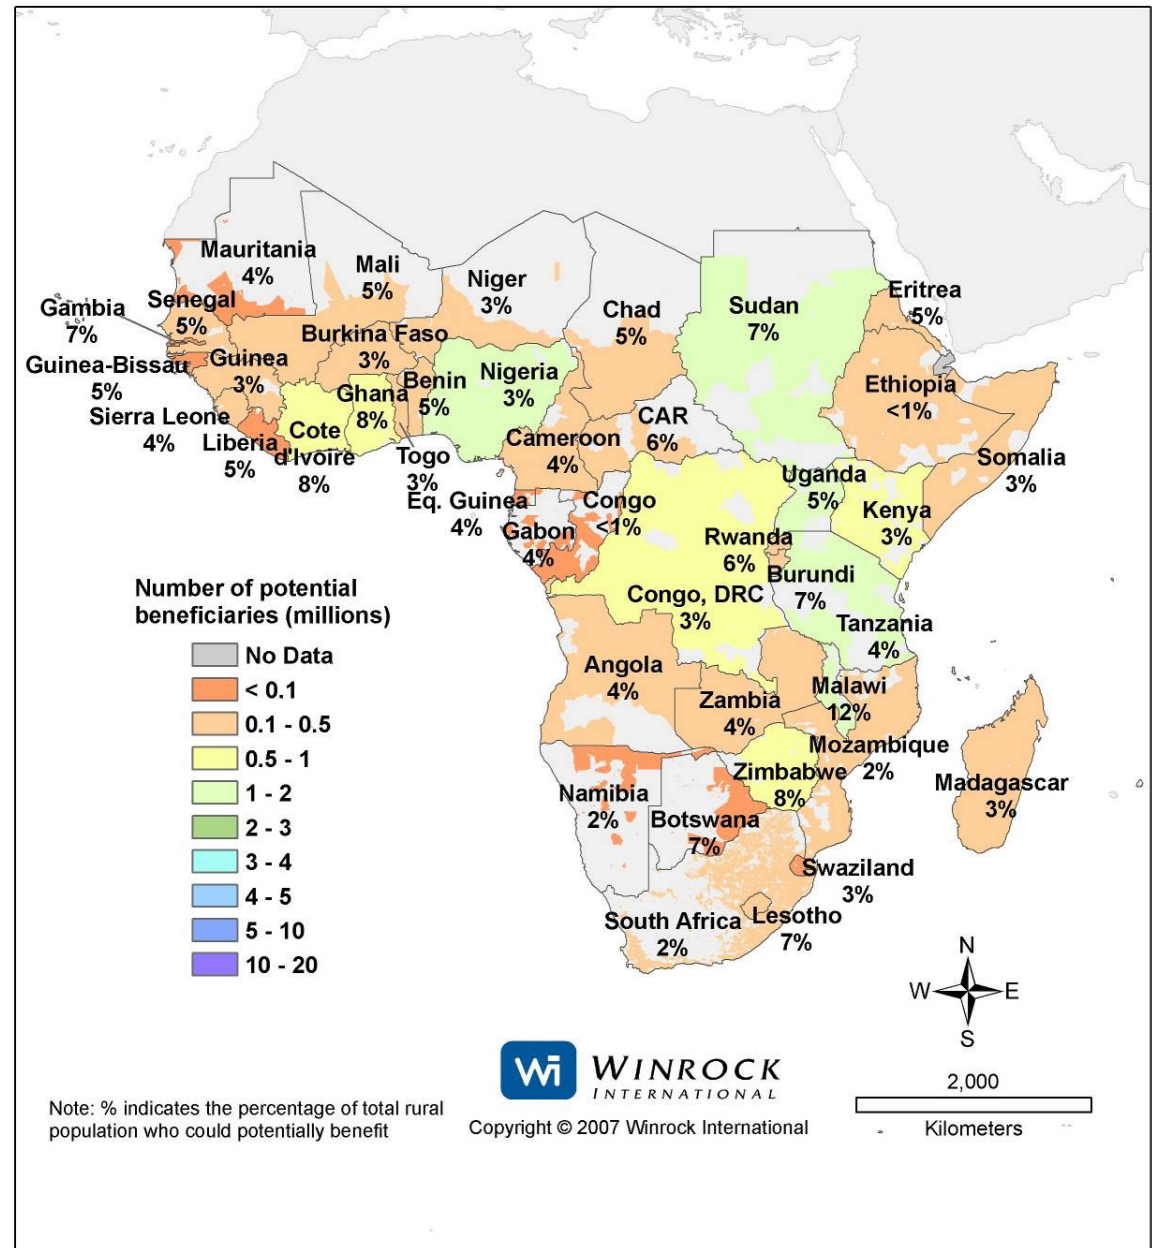 Mauritania
4%
Mali
5%
Niger
3%
Chad
5%
Sudan
7%
Eritrea
5%
Gambia
7%
Senegal
5%
Burkina Faso
3%
Guinea-Bissau
5%
Guinea
3%
Ghana
8%
Benin
5%
Nigeria
3%
Ethiopia
<1%
Sierra Leone
4%
Liberia
5%
Cote
d'Ivoire
8%
Togo
3%
Cameroon
4%
CAR
6%
Somalia
3%
Eq. Guinea
4%
Gabon
4%
Congo
<1%
Uganda
5%
Kenya
3%
Rwanda
6%
Burundi
7%
Congo, DRC
3%
Tanzania
4%
Angola
4%
Zambia
4%
Malawi
12%
Mozambique
2%
Zimbabwe
8%
Madagascar
3%
Namibia
2%
Botswana
7%
Swaziland
3%
South Africa
2%
Lesotho
7%
Number of potential
beneficiaries (millions)
No Data
< 0.1
0.1 - 0.5
0.5 - 1
1 - 2
2 - 3
3 - 4
4 - 5
5 - 10
10 - 20
N
W
E
S
Wi
WINROCK
INTERNATIONAL
Copyright © 2007 Winrock International
2,000
Kilometers
Note: % indicates the percentage of total rural
population who could potentially benefit